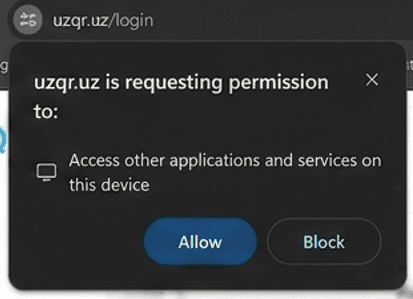 uzqr.uz/login
uzqr.uz is requesting permission
to:
Access other applications and services on
this device
Allow
Block